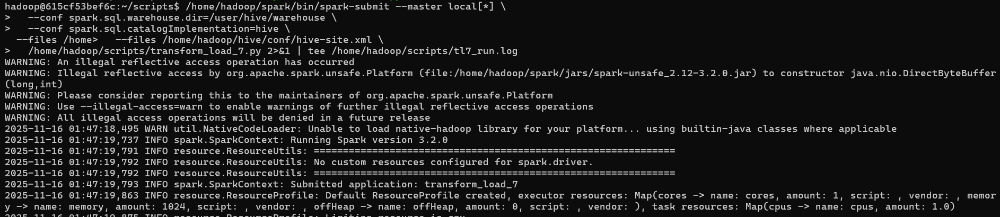 hadoop@615cf53bef6c:~/scripts$ /home/hadoop/spark/bin/spark-submit --master local[*] \
>   --conf spark.sql.warehouse.dir=/user/hive/warehouse \
>   --conf spark.sql.catalogImplementation=hive \
  --files /home>   --files /home/hadoop/hive/conf/hive-site.xml \
>   /home/hadoop/scripts/transform_load_7.py 2>&1 | tee /home/hadoop/scripts/tl7_run.log
WARNING: An illegal reflective access operation has occurred
WARNING: Illegal reflective access by org.apache.spark.unsafe.Platform (file:/home/hadoop/spark/jars/spark-unsafe_2.12-3.2.0.jar) to constructor java.nio.DirectByteBuffer
(long,int)
WARNING: Please consider reporting this to the maintainers of org.apache.spark.unsafe.Platform
WARNING: Use --illegal-access=warn to enable warnings of further illegal reflective access operations
WARNING: All illegal access operations will be denied in a future release
2025-11-16 01:47:18,495 WARN util.NativeCodeLoader: Unable to load native-hadoop library for your platform... using builtin-java classes where applicable
2025-11-16 01:47:19,737 INFO spark.SparkContext: Running Spark version 3.2.0
2025-11-16 01:47:19,791 INFO resource.ResourceUtils: ==============================================================
2025-11-16 01:47:19,792 INFO resource.ResourceUtils: No custom resources configured for spark.driver.
2025-11-16 01:47:19,792 INFO resource.ResourceUtils: ==============================================================
2025-11-16 01:47:19,793 INFO spark.SparkContext: Submitted application: transform_load_7
2025-11-16 01:47:19,863 INFO resource.ResourceProfile: Default ResourceProfile created, executor resources: Map(cores -> name: cores, amount: 1, script: , vendor: , memor
y -> name: memory, amount: 1024, script: , vendor: , offHeap -> name: offHeap, amount: 0, script: , vendor: ), task resources: Map(cpus -> name: cpus, amount: 1.0)
2025-11-16 01:47:19,875 INFO resource.ResourceProfile: Limiting resource is cpu